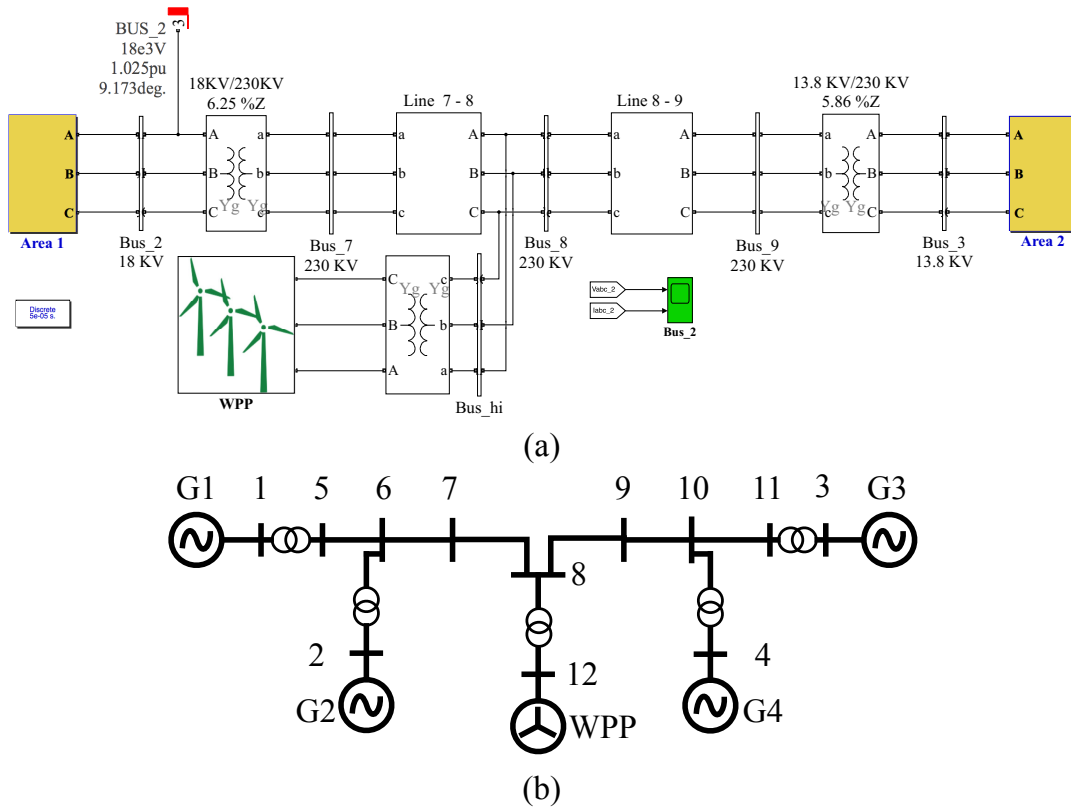 3
BUS_2
18e3V
1.025pu
9.173deg.
18KV/230KV
6.25 %Z
Line 7 - 8
Line 8 - 9
13.8 KV/230 KV
5.86 %Z
A A a a A a A a A A
B B b b B b B b B B
C C c c C c C c C C
Yg Yg
Yg Yg
Area 1
Bus_2
18 KV
Bus_7
230 KV
Bus_8
230 KV
Bus_9
230 KV
Bus_3
13.8 KV
Area 2
Discrete
5e-05 s.
C c
Yg Yg
B b
A a
WPP
Bus_hi
Vabc_2
Iabc_2
Bus_2
(a)
G1 1 5 6 7 9 10 11 3 G3
8
2 12 4
G2 WPP G4
(b)